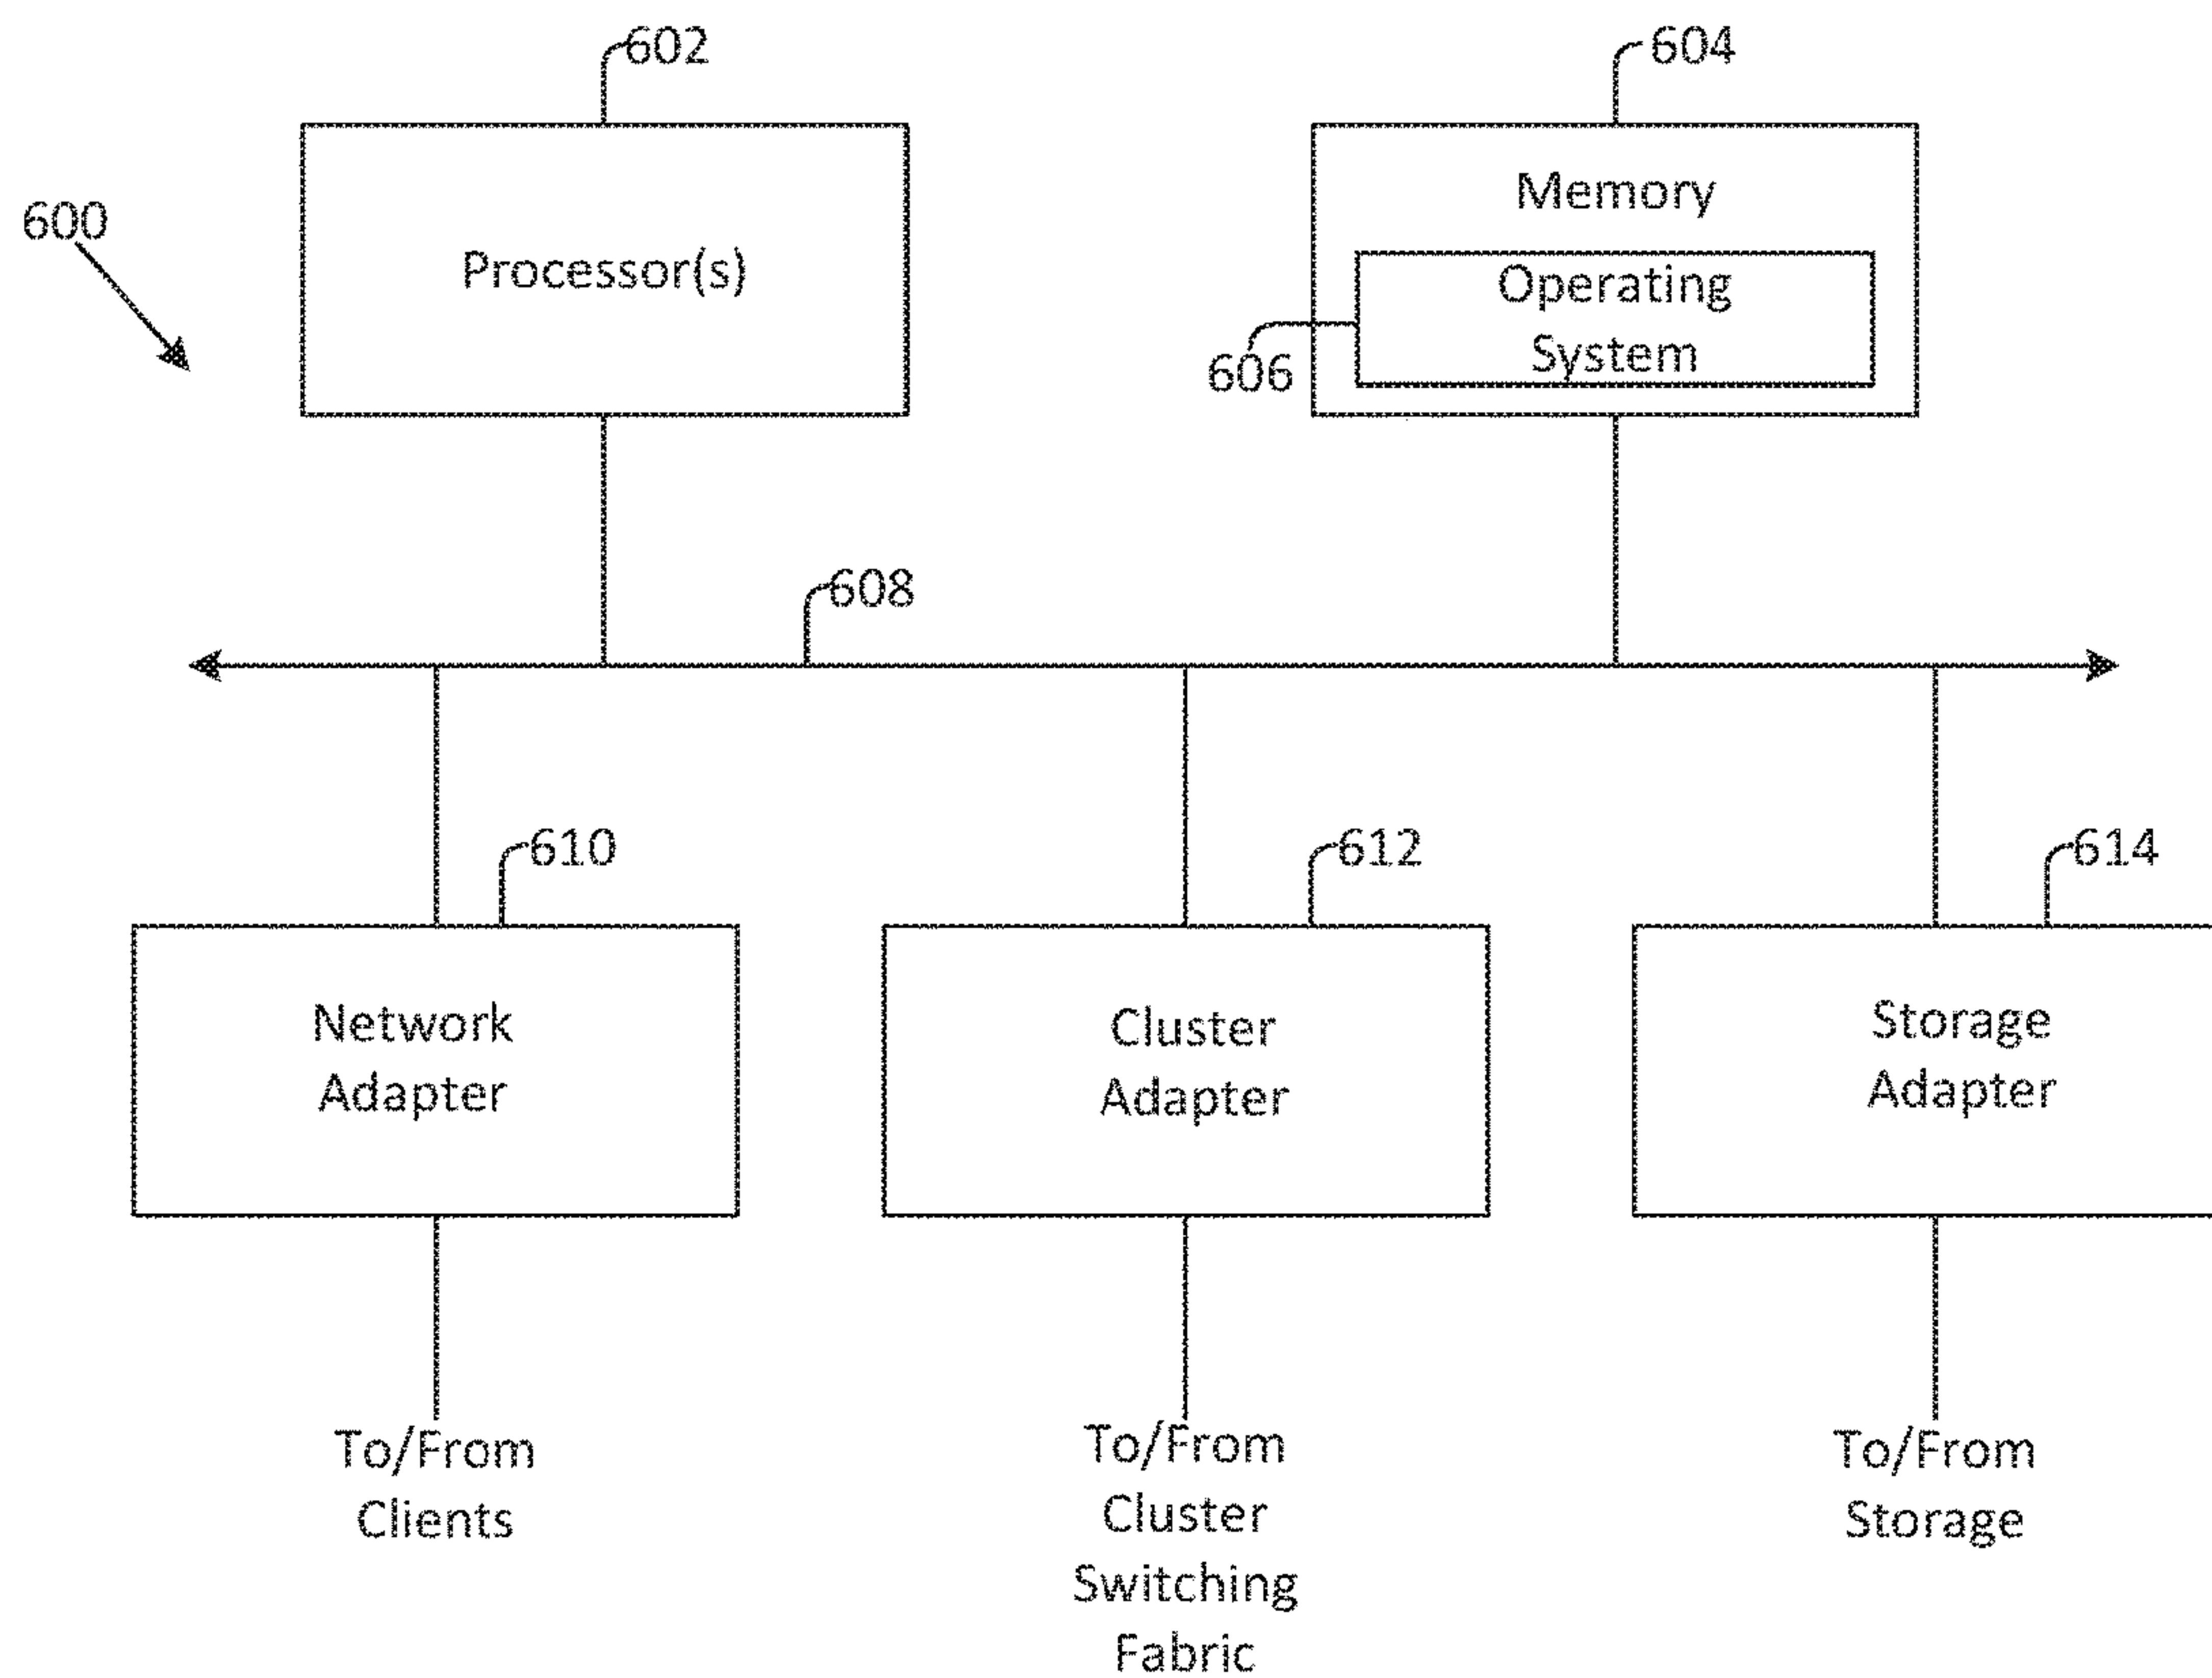 602
604
600
Processor(s)
Memory
Operating
System
606
608
610
612
614
Network
Adapter
Cluster
Adapter
Storage
Adapter
To/From
Clients
To/From
Cluster
Switching
Fabric
To/From
Storage